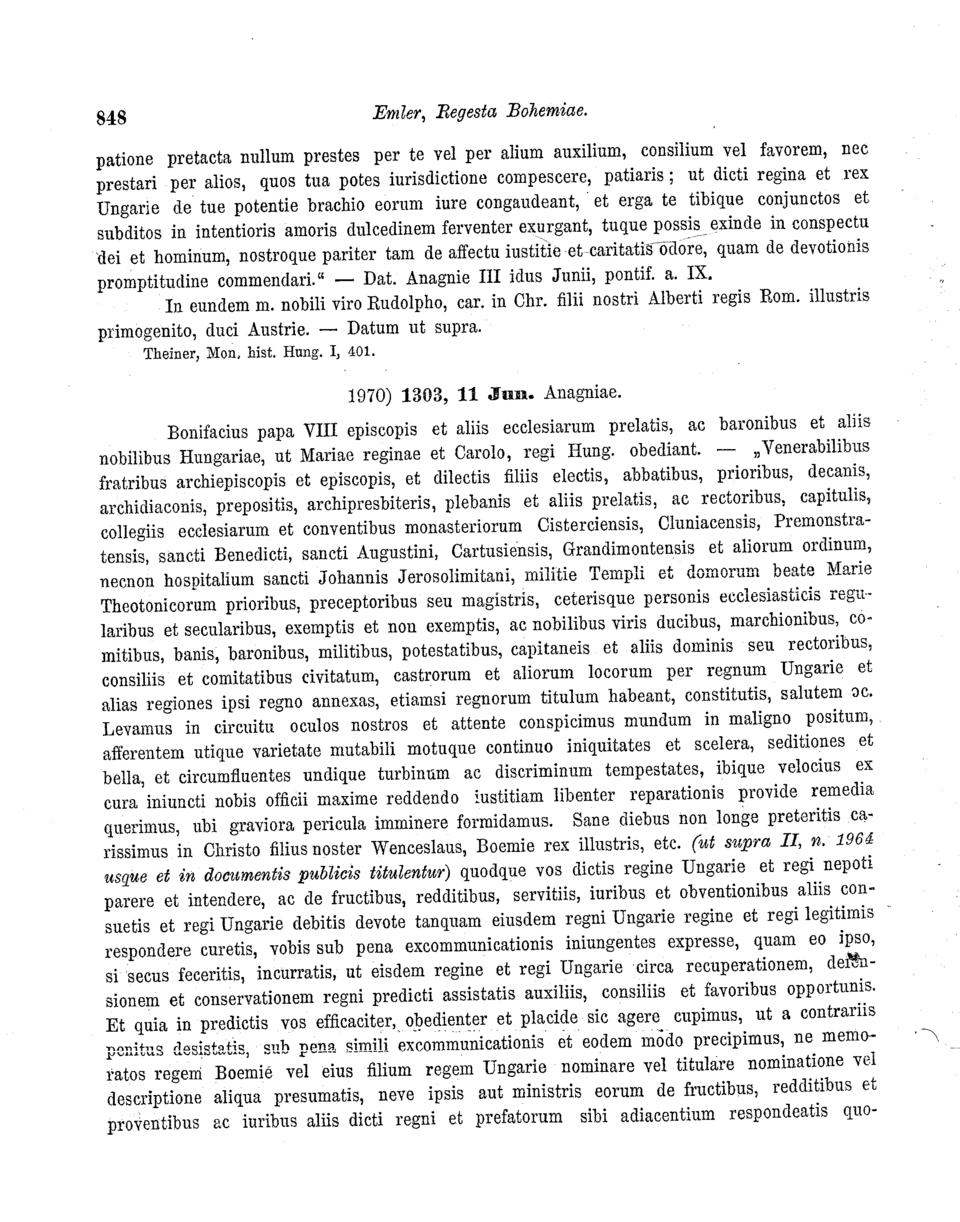 848
Emler, Regesta Bohemiae.
patione pretacta nullum prestes per te vel per alium auxilium, consilium vel favorem, nec
prestari per alios, quos tua potes iurisdictione compescere, patiaris; ut dicti regina et rex
Ungarie de tue potentie brachio eorum iure congaudeant, et erga te tibique conjunctos et
subditos in intentioris amoris dulcedinem ferventer exurgant, tuque possis exinde in conspectu
dei et hominum, nostroque pariter tam de affectu iustitie et caritatis odore, quam de devotionis
promptitudine commendari.“ — Dat. Anagnie III idus Junii, pontif. a. IX.
In eundem m. nobili viro Rudolpho, car. in Chr. filii nostri Alberti regis Rom. illustris
primogenito, duci Austrie. — Datum ut supra.
Theiner, Mon. hist. Hung. I, 401.
1970) 1303, 11 Jun. Anagniae.
Bonifacius papa VIII episcopis et aliis ecclesiarum prelatis, ac baronibus et aliis
nobilibus Hungariae, ut Mariae reginae et Carolo, regi Hung. obediant. — „Venerabilibus
fratribus archiepiscopis et episcopis, et dilectis filiis electis, abbatibus, prioribus, decanis,
archidiaconis, prepositis, archipresbiteris, plebanis et aliis prelatis, ac rectoribus, capitulis,
collegiis ecclesiarum et conventibus monasteriorum Cisterciensis, Cluniacensis, Premonstra-
tensis, sancti Benedicti, sancti Augustini, Cartusiensis, Grandimontensis et aliorum ordinum,
necnon hospitalium sancti Johannis Jerosolimitani, militie Templi et domorum beate Marie
Theotonicorum prioribus, preceptoribus seu magistris, ceterisque personis ecclesiasticis regu-
laribus et secularibus, exemptis et non exemptis, ac nobilibus viris ducibus, marchionibus, co-
mitibus, banis, baronibus, militibus, potestatibus, capitaneis et aliis dominis seu rectoribus,
consiliis et comitatibus civitatum, castrorum et aliorum locorum per regnum Ungarie et
alias regiones ipsi regno annexas, etiamsi regnorum titulum habeant, constitutis, salutem ɔc.
Levamus in circuitu oculos nostros et attente conspicimus mundum in maligno positum,
afferentem utique varietate mutabili motuque continuo iniquitates et scelera, seditiones et
bella, et circumfluentes undique turbinum ac discriminum tempestates, ibique velocius ex
cura iniuncti nobis officii maxime reddendo iustitiam libenter reparationis provide remedia
querimus, ubi graviora pericula imminere formidamus. Sane diebus non longe preteritis ca-
rissimus in Christo filius noster Wenceslaus, Boemie rex illustris, etc. (ut supra II, n. 1964
usque et in documentis publicis titulentur) quodque vos dictis regine Ungarie et regi nepoti
parere et intendere, ac de fructibus, redditibus, servitiis, iuribus et obventionibus aliis con-
suetis et regi Ungarie debitis devote tanquam eiusdem regni Ungarie regine et regi legitimis
respondere curetis, vobis sub pena excommunicationis iniungentes expresse, quam eo ipso,
si secus feceritis, incurratis, ut eisdem regine et regi Ungarie circa recuperationem, defen-
sionem et conservationem regni predicti assistatis auxiliis, consiliis et favoribus opportunis.
Et quia in predictis vos efficaciter, obedienter et placide sic agere cupimus, ut a contrariis
penitus desistatis, sub pena simili excommunicationis et eodem modo precipimus, ne memo-
ratos regem Boemie vel eius filium regem Ungarie nominare vel titulare nominatione vel
descriptione aliqua presumatis, neve ipsis aut ministris eorum de fructibus, redditibus et
proventibus ac iuribus aliis dicti regni et prefatorum sibi adiacentium respondeatis quo-